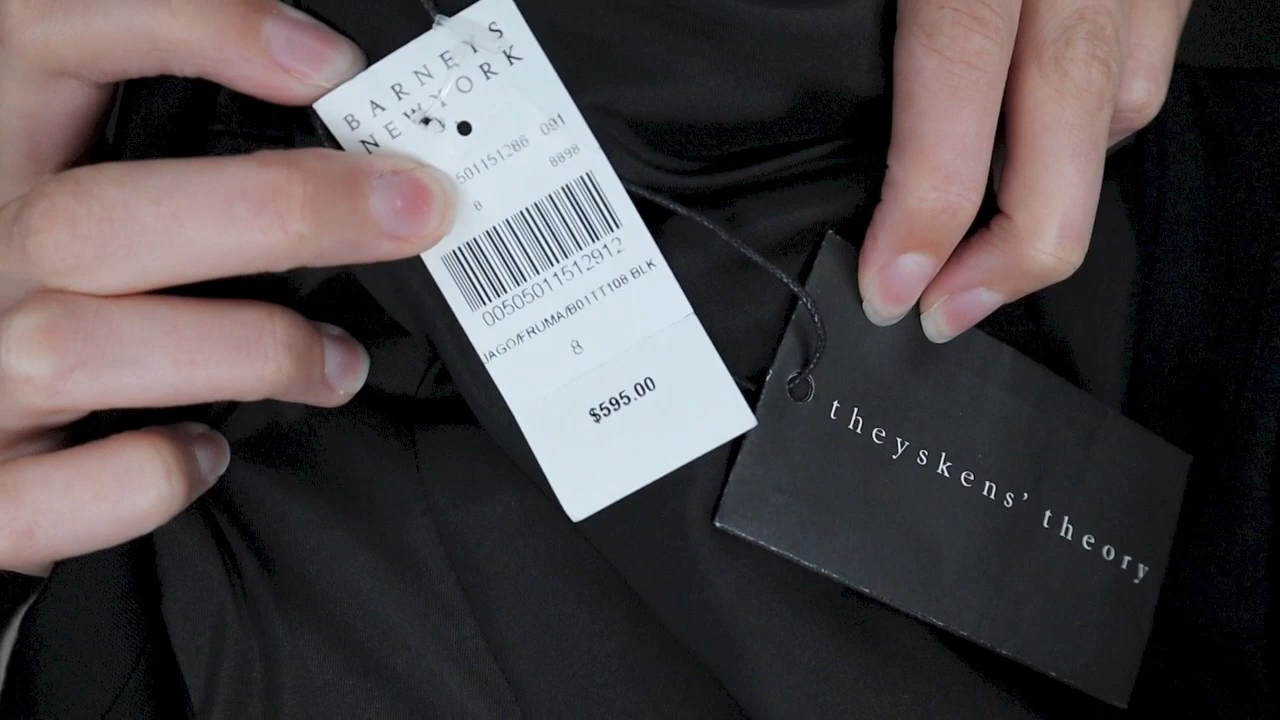 BARNEYS
NEW YORK
501151286 091
8898
8
00505011512912
JAGO/FRUMA/B01TT108 BLK
8
$595.00
theyskens’ theory